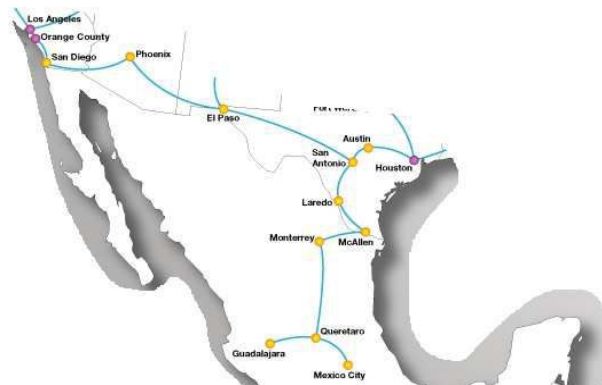 Los Angeles
Orange County
San Diego
Phoenix
El Paso
Austin
San
Antonio
Houston
Laredo
Monterrey
McAllen
Queretaro
Guadalajara
Mexico City